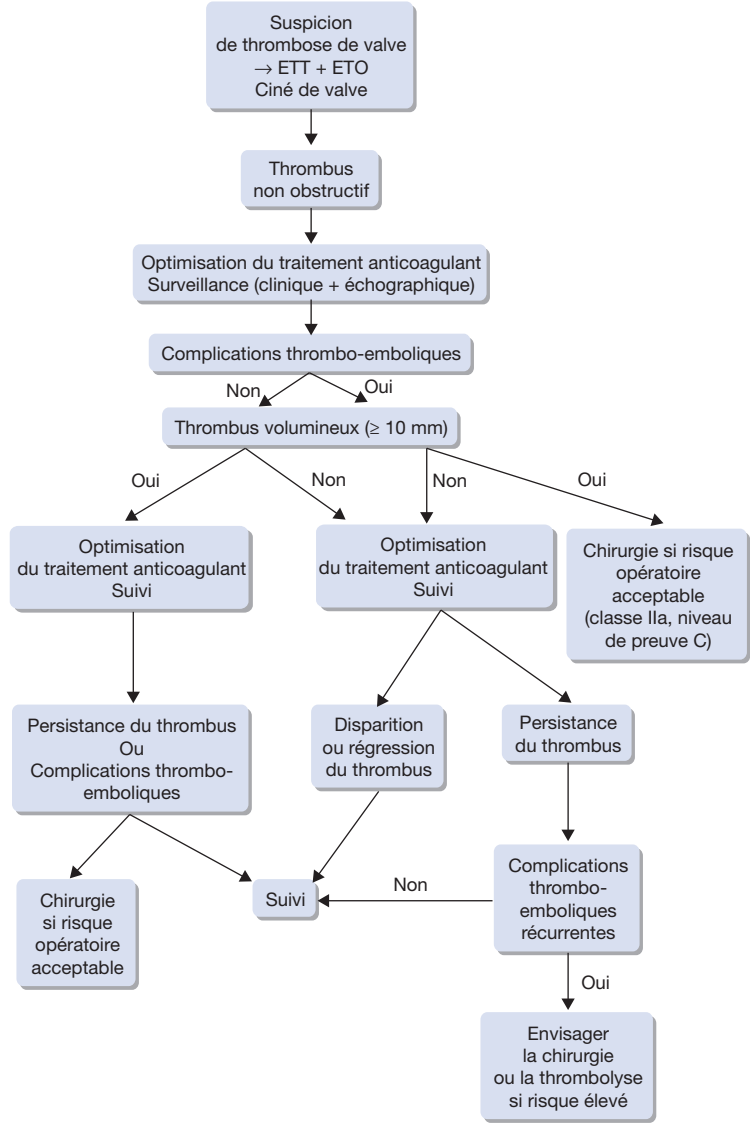 Suspicion
de thrombose de valve
→ ETT + ETO
Ciné de valve
Thrombus
non obstructif
Optimisation du traitement anticoagulant
Surveillance (clinique + échographique)
Complications thrombo-emboliques
Non
Oui
Thrombus volumineux (≥ 10 mm)
Oui
Non
Non
Oui
Optimisation
du traitement anticoagulant
Suivi
Optimisation
du traitement anticoagulant
Suivi
Chirurgie si risque
opératoire
acceptable
(classe IIa, niveau
de preuve C)
Persistance du thrombus
Ou
Complications thrombo-
emboliques
Disparition
ou régression
du thrombus
Persistance
du thrombus
Chirurgie
si risque
opératoire
acceptable
Suivi
Non
Complications
thrombo-
emboliques
récurrentes
Oui
Envisager
la chirurgie
ou la thrombolyse
si risque élevé